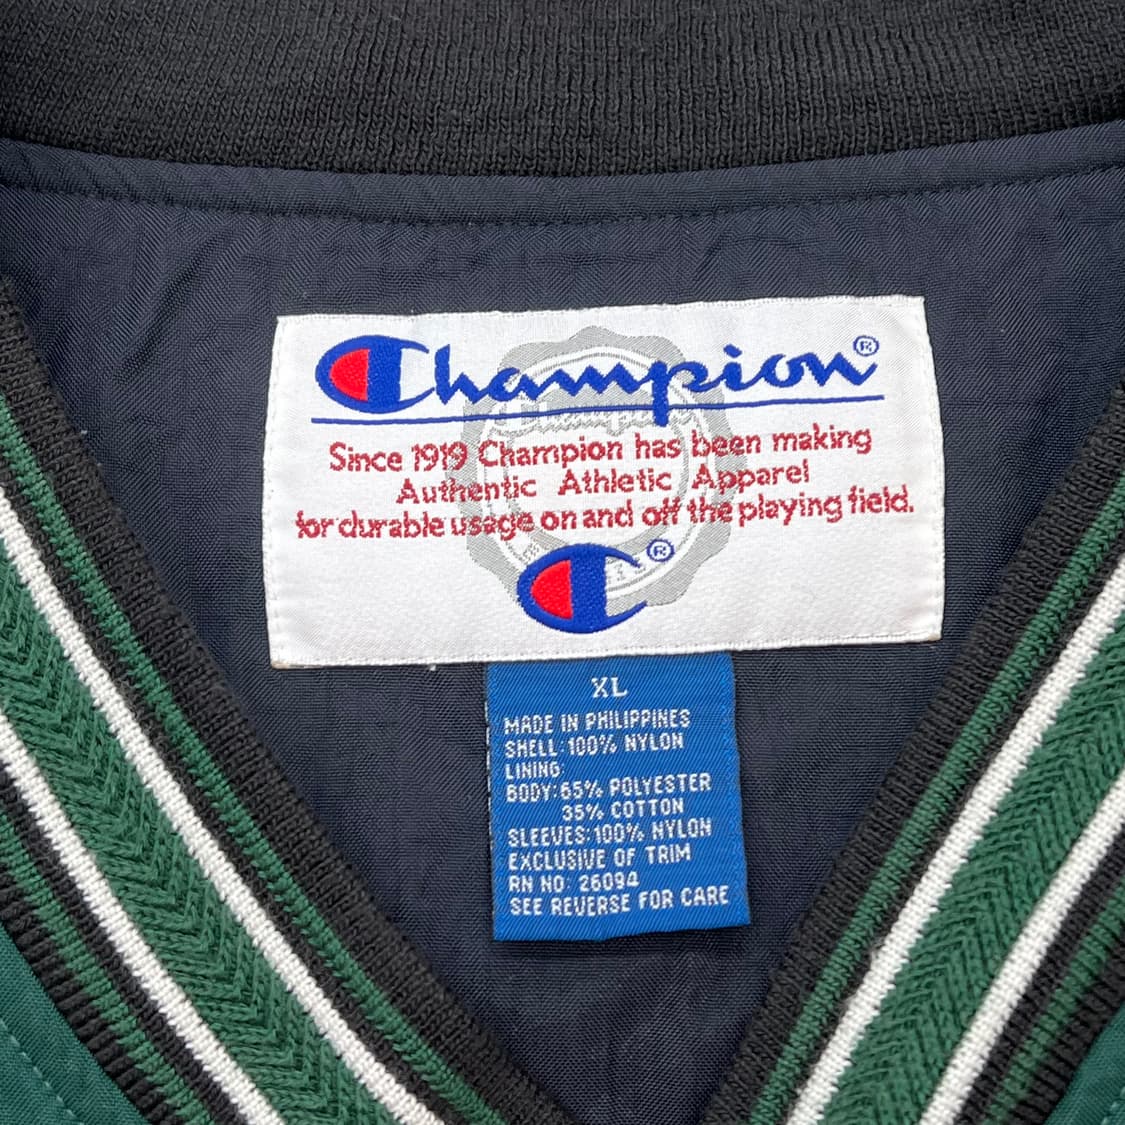 Champion®
Since 1919 Champion has been making
Authentic Athletic Apparel
for durable usage on and off the playing field.
®
XL
MADE IN PHILIPPINES
SHELL:100% NYLON
LINING:
BODY:65% POLYESTER
35% COTTON
SLEEVES:100% NYLON
EXCLUSIVE OF TRIM
RN NO: 26094
SEE REVERSE FOR CARE